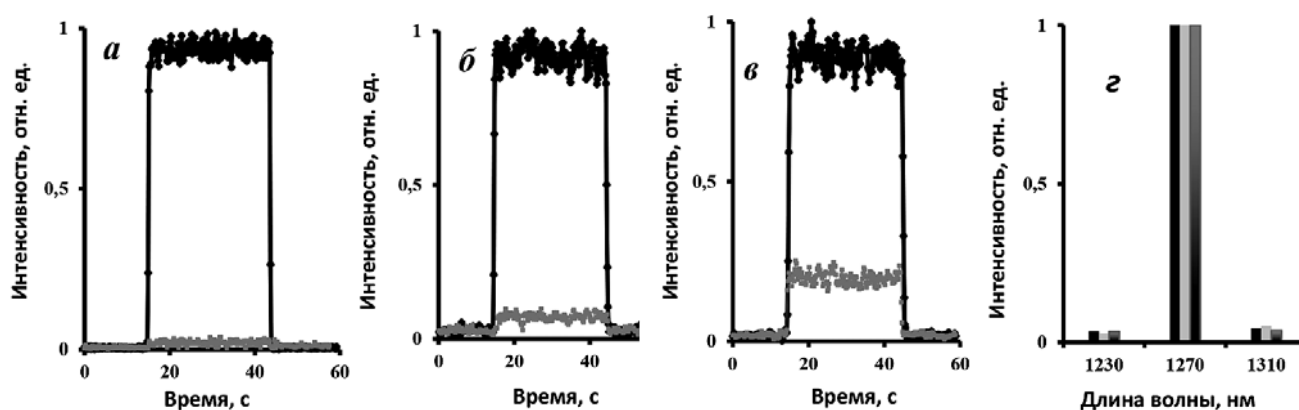 а
Интенсивность, отн. ед.
1
0,5
0
0
20
40
60
Время, с
б
Интенсивность, отн. ед.
1
0,5
0
0
20
40
Время, с
в
Интенсивность, отн. ед.
1
0,5
0
0
20
40
60
Время, с
г
Интенсивность, отн. ед.
1
0,5
0
1230
1270
1310
Длина волны, нм